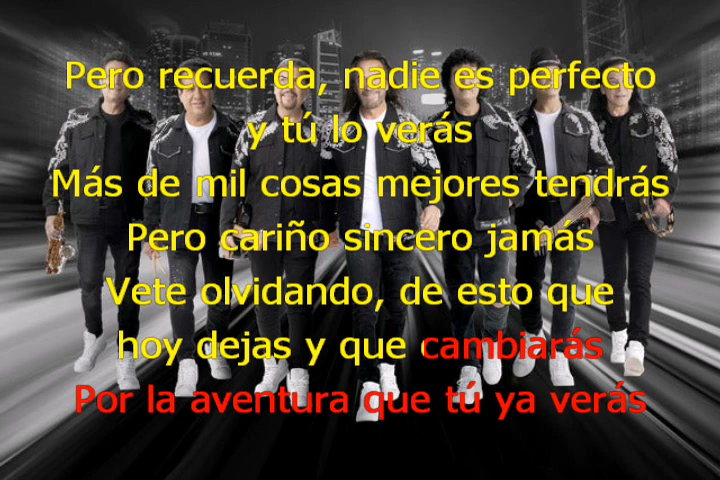 Pero recuerda, nadie es perfecto
y tú lo verás
Más de mil cosas mejores tendrás
Pero cariño sincero jamás
Vete olvidando, de esto que
hoy dejas y que cambiarás
Por la aventura que tú ya verás